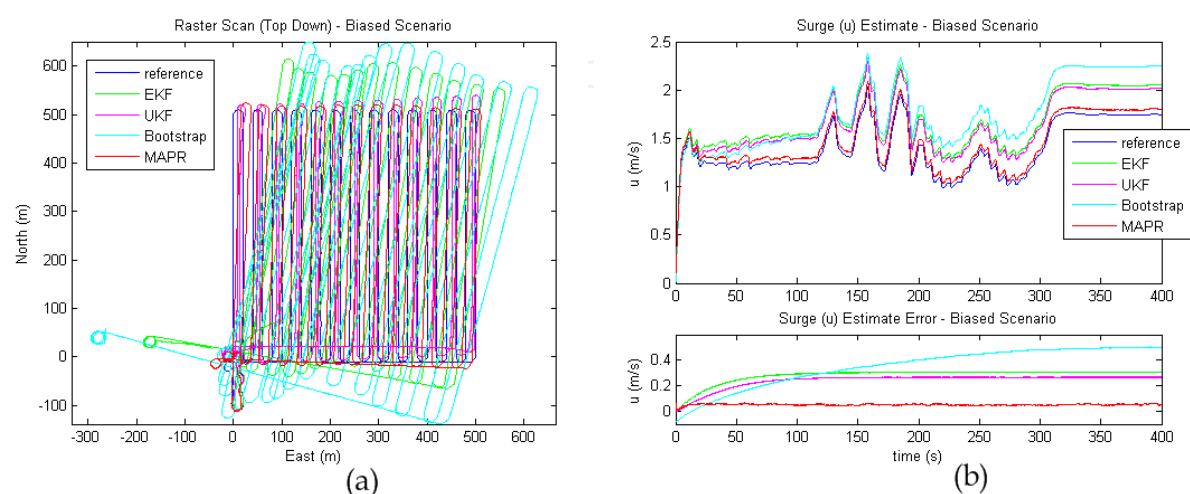 Raster Scan (Top Down) - Biased Scenario
North (m)
600
500
400
300
200
100
0
-100
reference
EKF
UKF
Bootstrap
MAPR
-300 -200 -100 0 100 200 300 400 500 600
East (m)
(a)
Surge (u) Estimate - Biased Scenario
u (m/s)
2.5
2
1.5
1
0.5
0
reference
EKF
UKF
Bootstrap
MAPR
0 50 100 150 200 250 300 350 400
Surge (u) Estimate Error - Biased Scenario
u (m/s)
0.4
0.2
0
0 50 100 150 200 250 300 350 400
time (s)
(b)